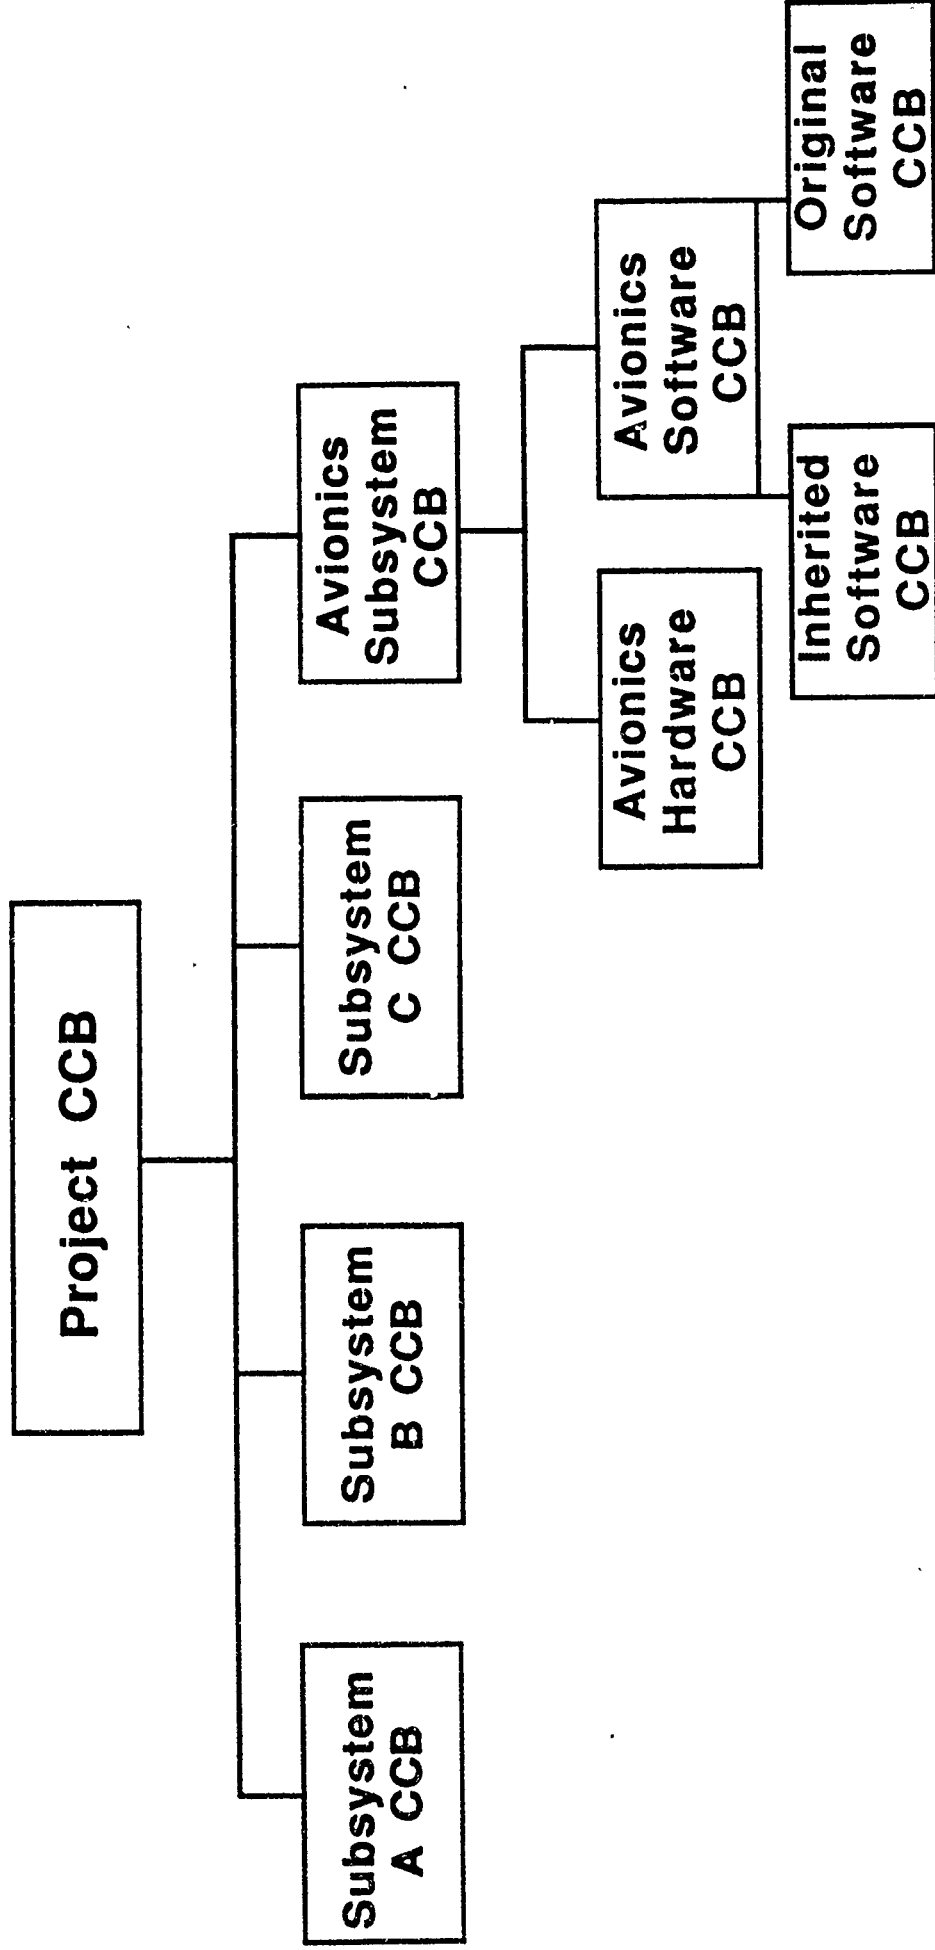 Project CCB
Subsystem
A CCB
Subsystem
B CCB
Subsystem
C CCB
Avionics
Subsystem
CCB
Avionics
Hardware
CCB
Avionics
Software
CCB
Inherited
Software
CCB
Original
Software
CCB